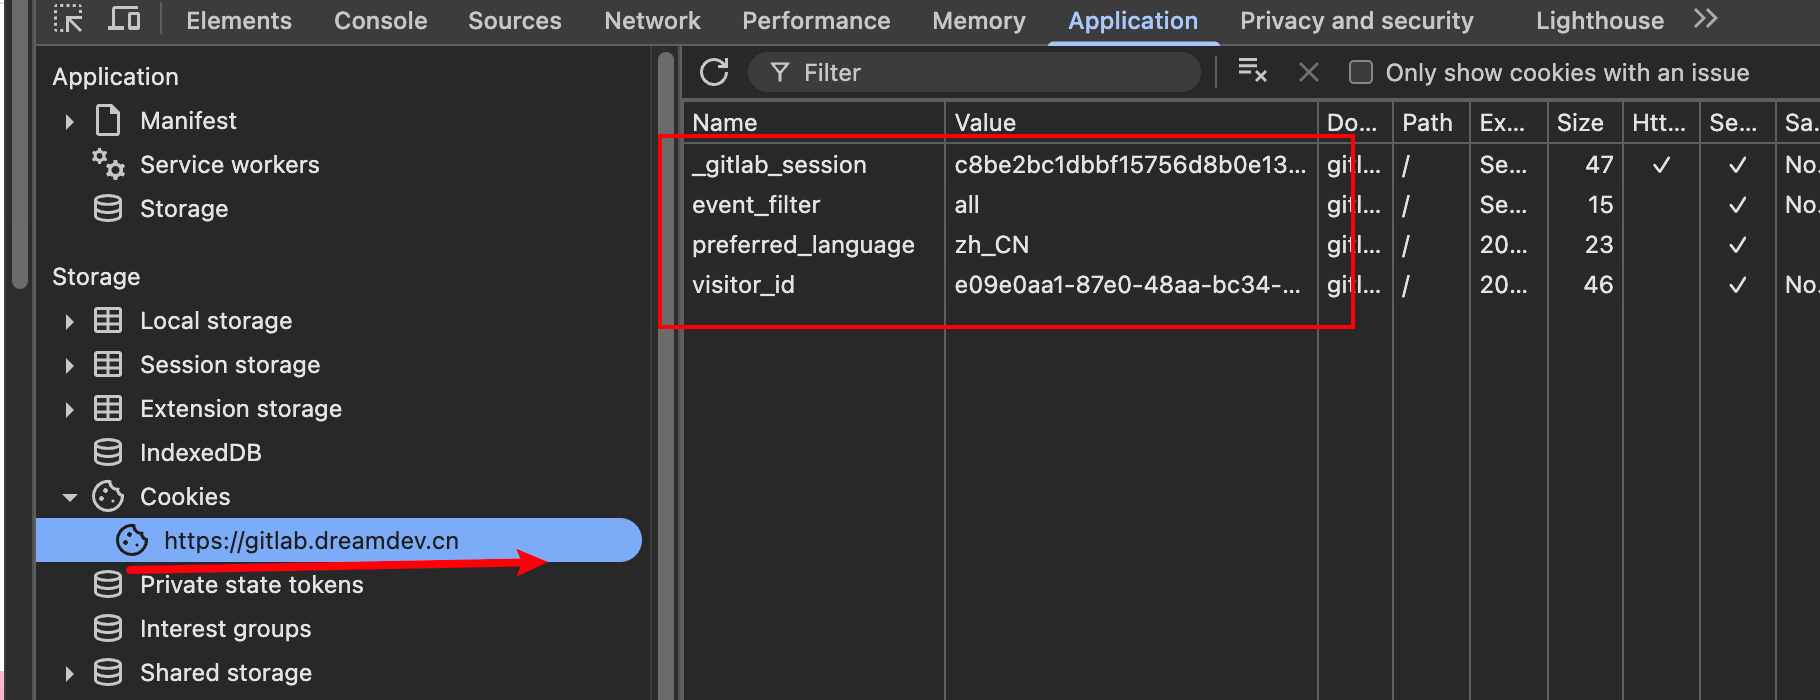 Elements Console Sources Network Performance Memory Application Privacy and security Lighthouse
Application
Manifest
Service workers
Storage
Storage
Local storage
Session storage
Extension storage
IndexedDB
Cookies
https://gitlab.dreamdev.cn
Private state tokens
Interest groups
Shared storage
Filter Only show cookies with an issue
Name Value Do... Path Ex... Size Htt... Se... Sa.
_gitlab_session c8be2bc1dbbf15756d8b0e13... gitl... / Se... 47 ✓ ✓ No.
event_filter all gitl... / Se... 15 ✓ No.
preferred_language zh_CN gitl... / 20... 23 ✓
visitor_id e09e0aa1-87e0-48aa-bc34-... gitl... / 20... 46 ✓ No.